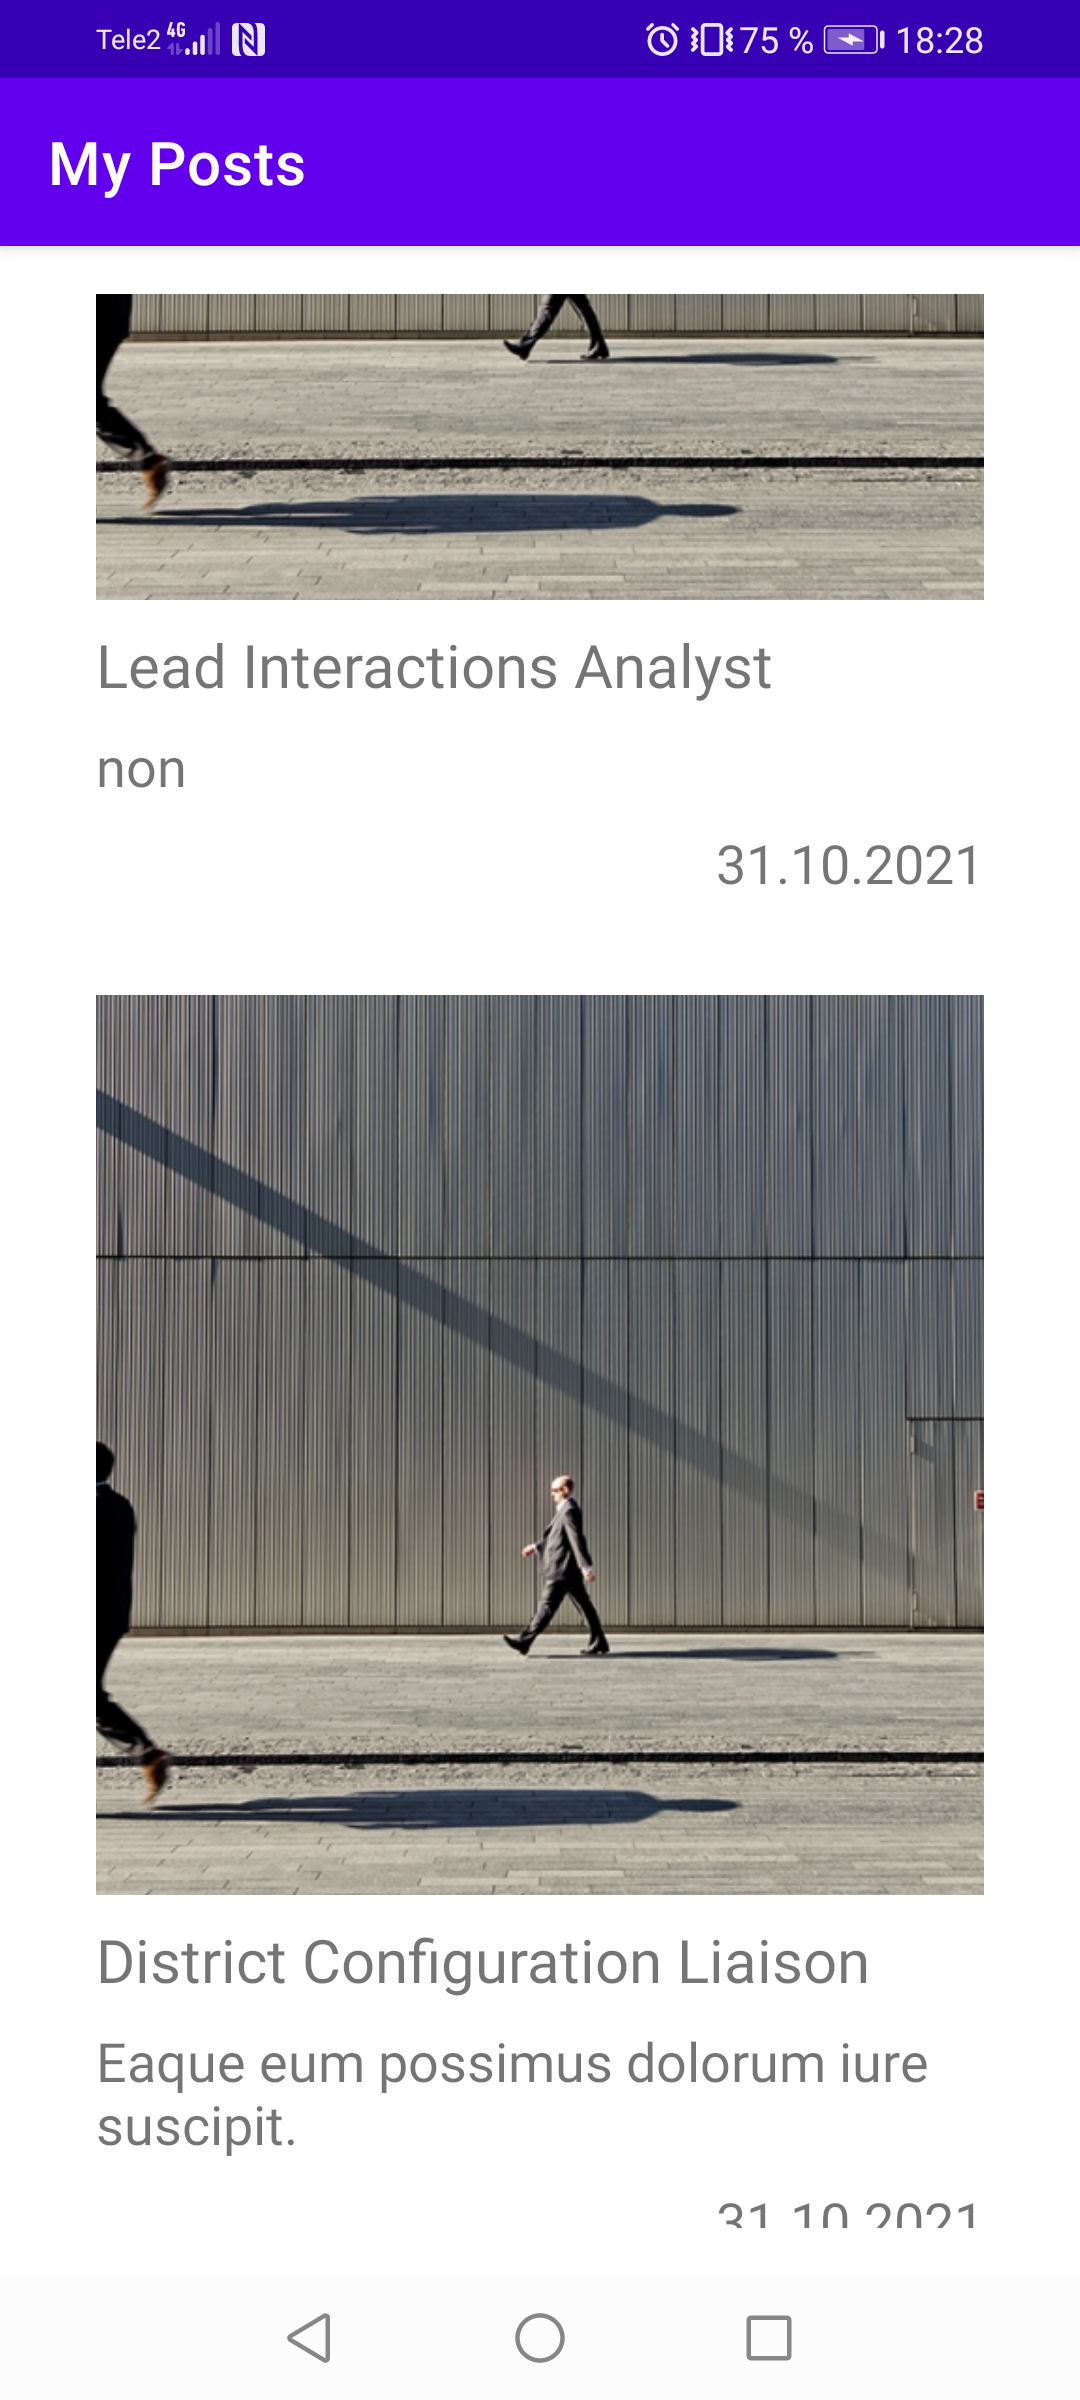 Tele2 4G 75 % 18:28
My Posts
Lead Interactions Analyst
non
31.10.2021
District Configuration Liaison
Eaque eum possimus dolorum iure
suscipit.
31.10.2021